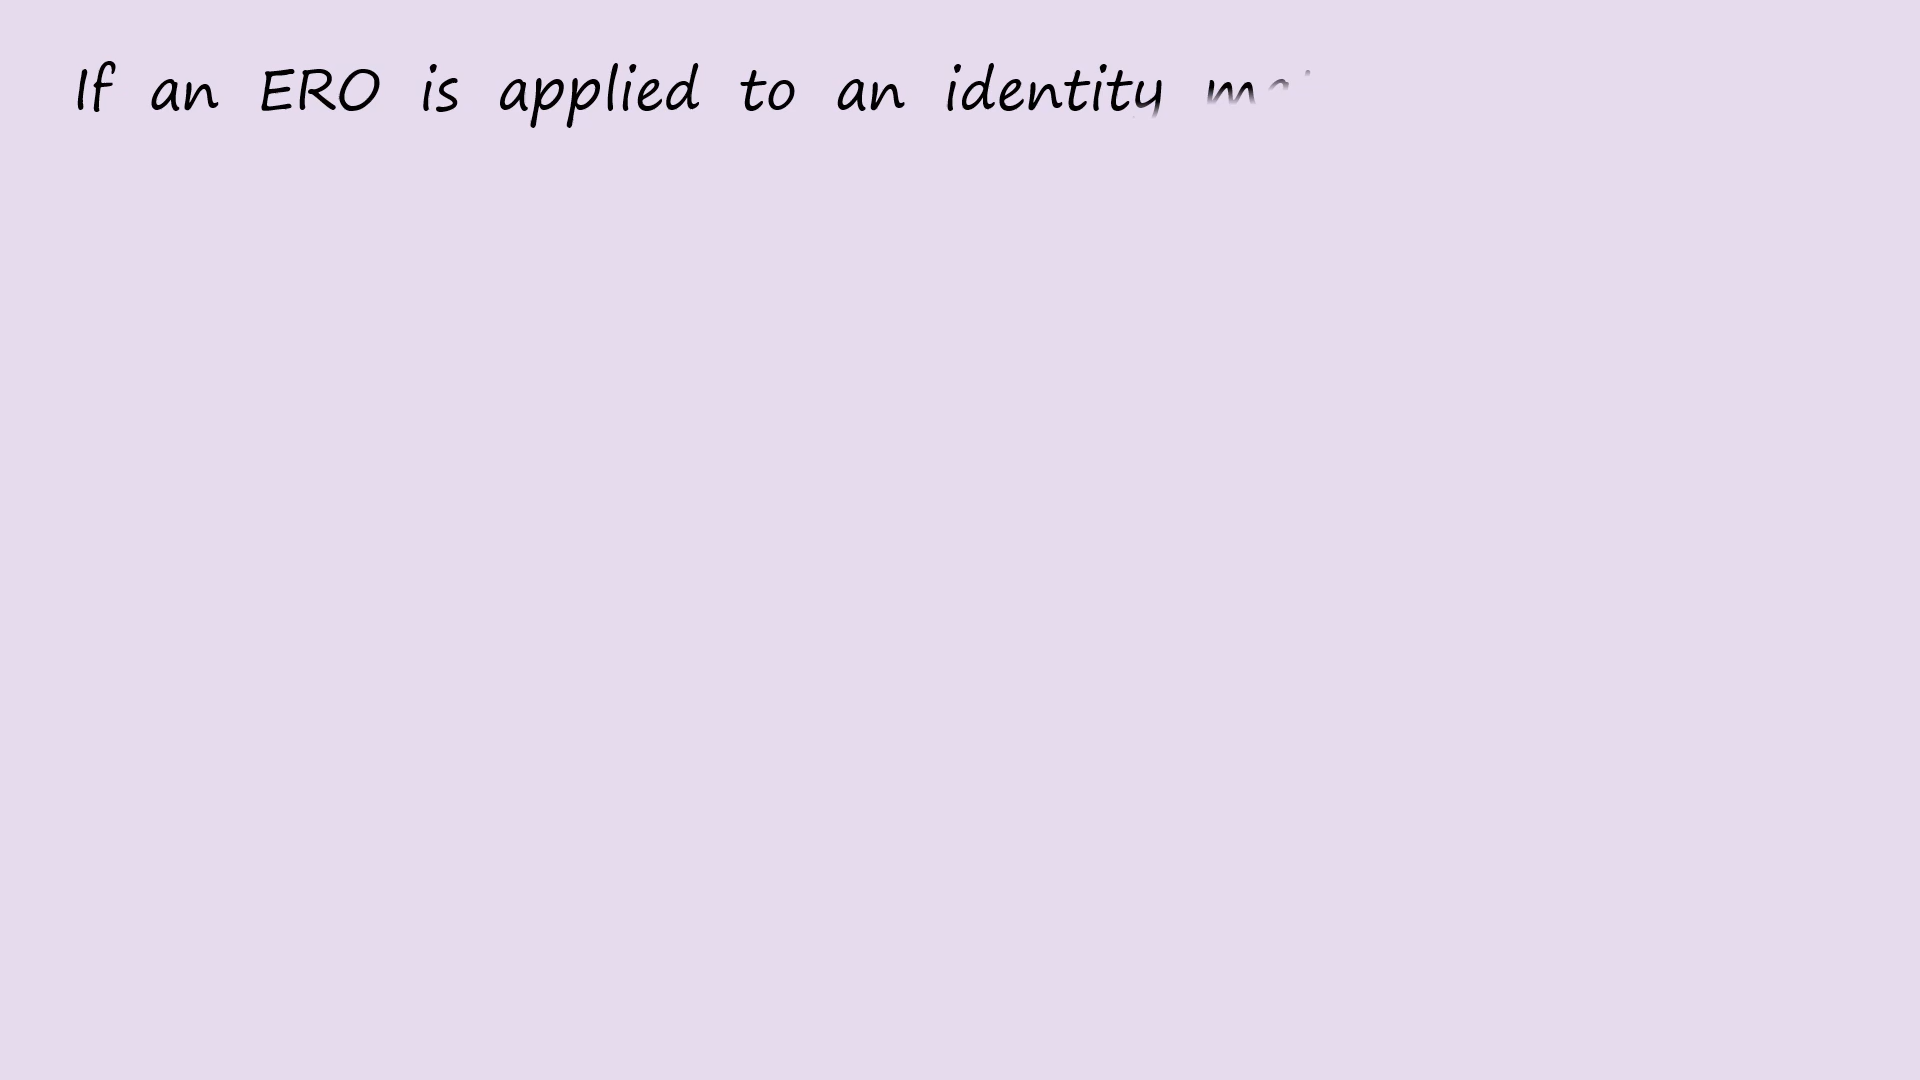 If an ERO is applied to an identity